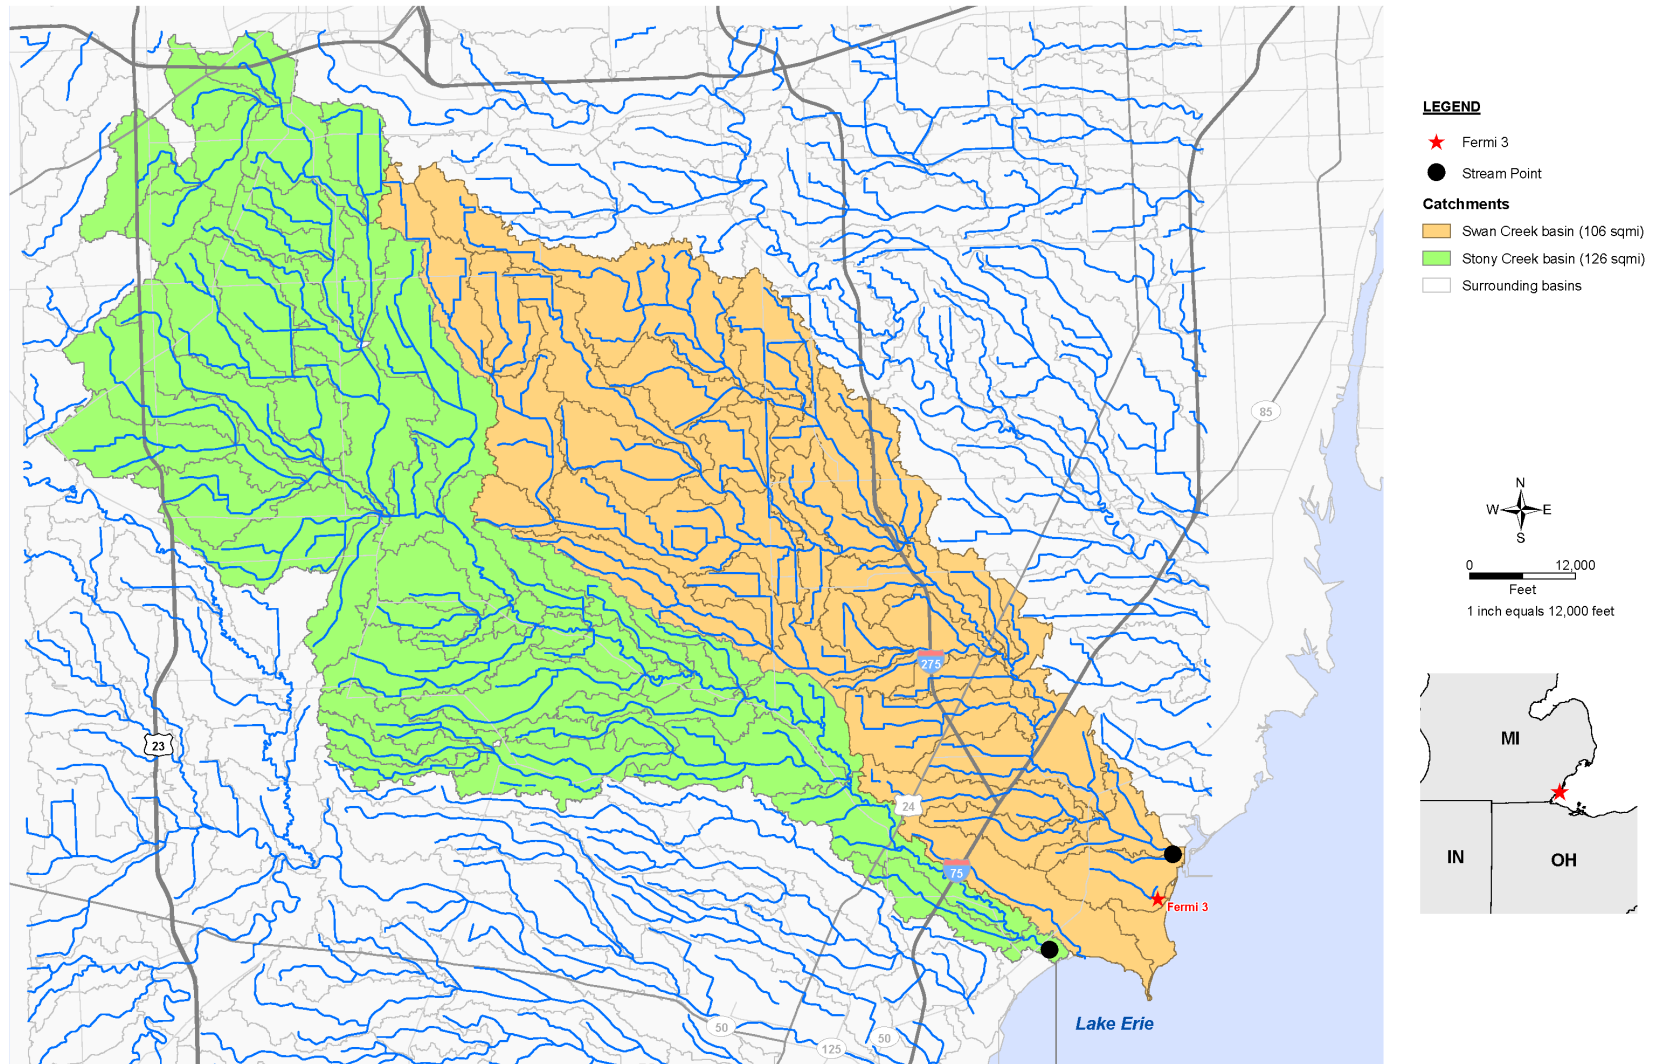 LEGEND
Fermi 3
Stream Point
Catchments
Swan Creek basin (106 sqmi)
Stony Creek basin (126 sqmi)
Surrounding basins
85
N
W
E
S
0
12,000
Feet
1 inch equals 12,000 feet
275
23
MI
24
IN
OH
75
Fermi 3
Lake Erie
50
50
125